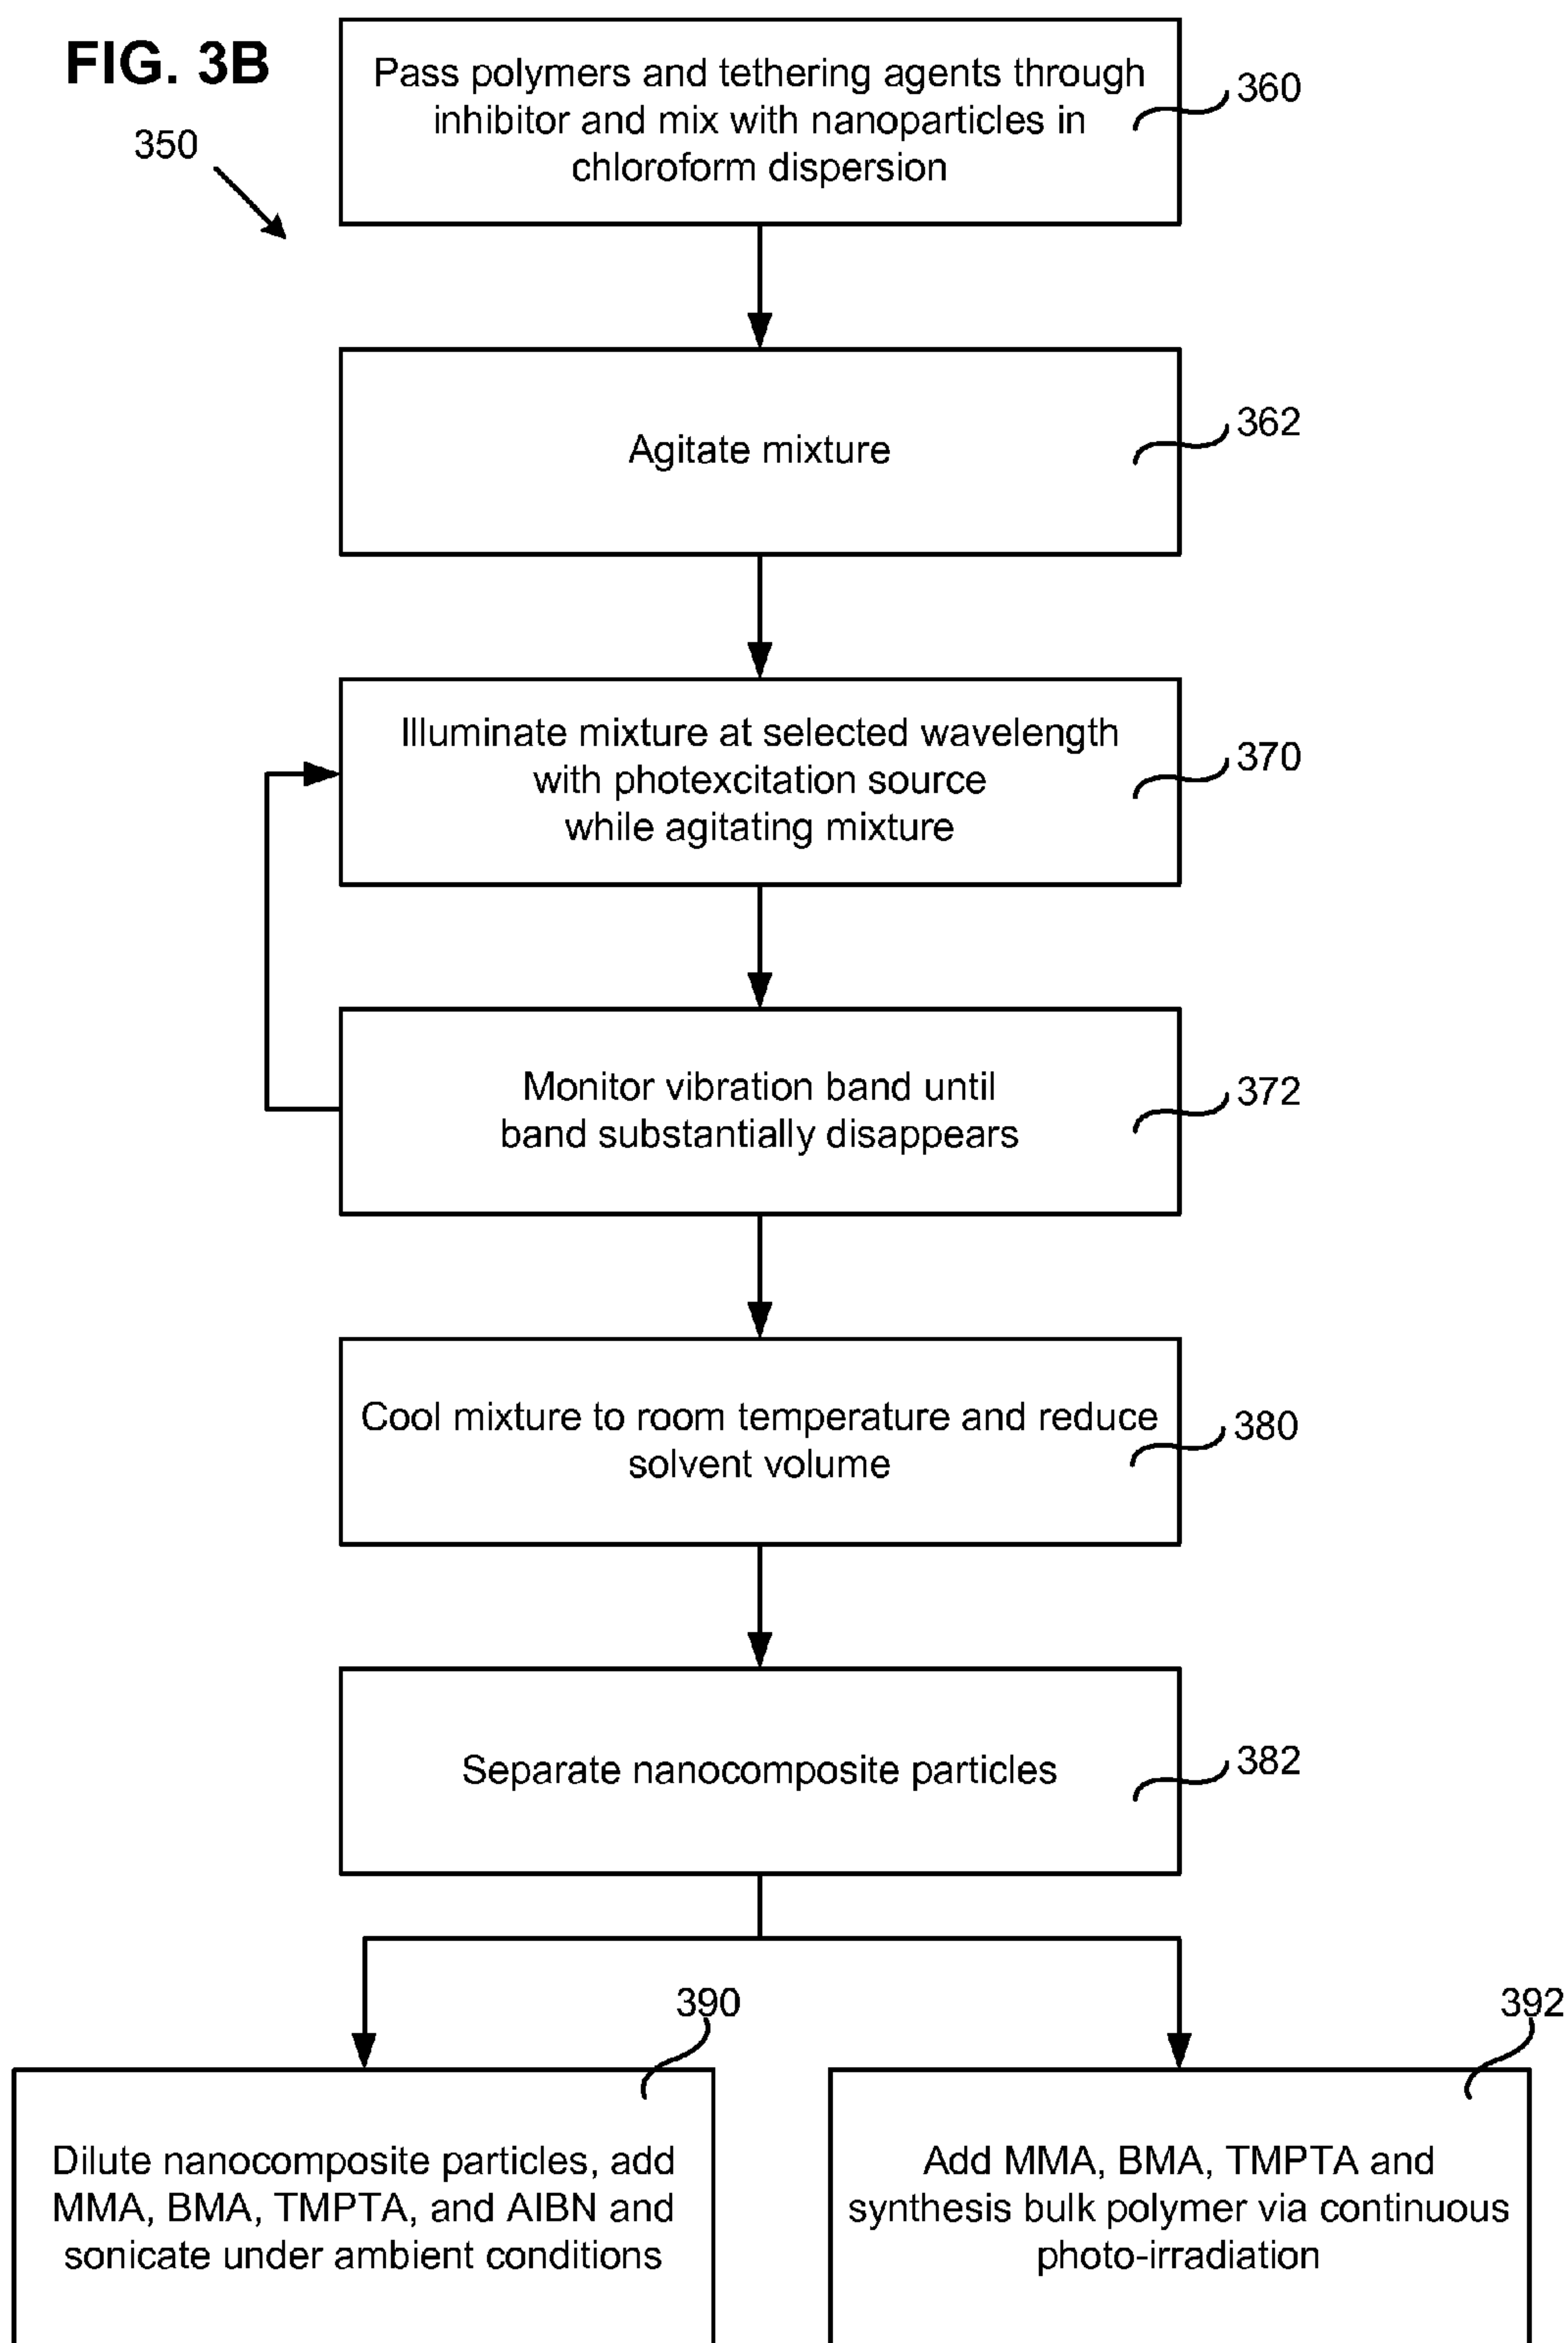 FIG. 3B
350
Pass polymers and tethering agents through
inhibitor and mix with nanoparticles in
chloroform dispersion
360
Agitate mixture
362
Illuminate mixture at selected wavelength
with photexcitation source
while agitating mixture
370
Monitor vibration band until
band substantially disappears
372
Cool mixture to room temperature and reduce
solvent volume
380
Separate nanocomposite particles
382
390
Dilute nanocomposite particles, add
MMA, BMA, TMPTA, and AIBN and
sonicate under ambient conditions
392
Add MMA, BMA, TMPTA and
synthesis bulk polymer via continuous
photo-irradiation